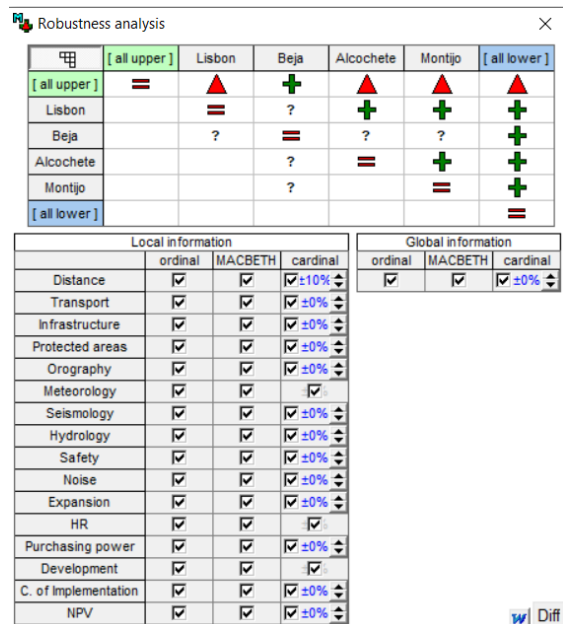 Robustness analysis
[ all upper ] Lisbon Beja Alcochete Montijo [ all lower ]
[ all upper ] = + 
Lisbon = ? + + +
Beja ? = ? ? +
Alcochete ? = + +
Montijo ? = +
[ all lower ] =
Local information Global information
ordinal MACBETH cardinal ordinal MACBETH cardinal
Distance ±10% ±0%
Transport ±0%
Infrastructure ±0%
Protected areas ±0%
Orography ±0%
Meteorology
Seismology ±0%
Hydrology ±0%
Safety ±0%
Noise ±0%
Expansion ±0%
HR
Purchasing power ±0%
Development
C. of Implementation ±0%
NPV ±0%
W Diff